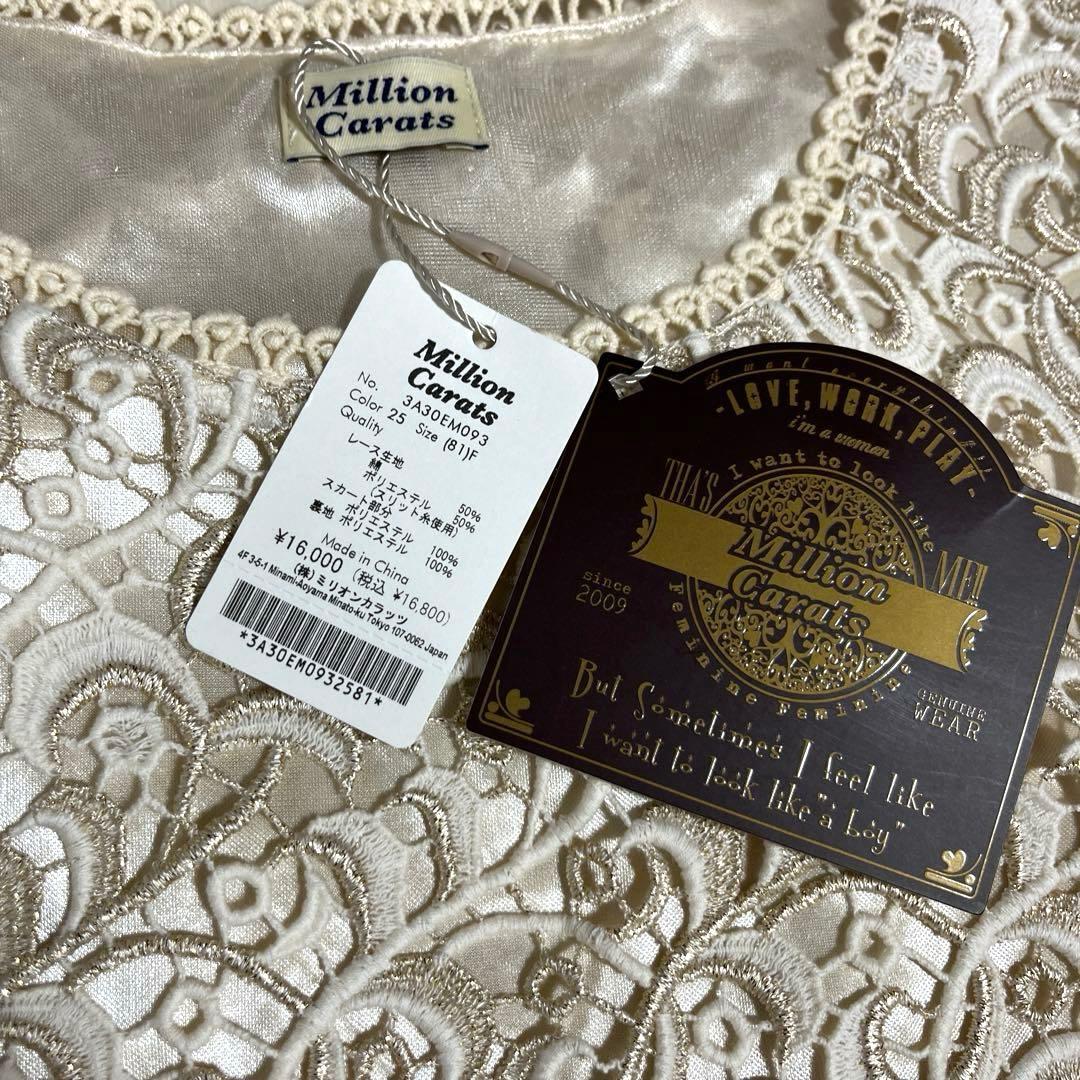 Million
Carats
Million
Carats
No. 3A30EM093
Color 25 Size (81)F
Quality
レース生地
綿 50%
ポリエステル 50%
(スリット糸使用)
スカート部分
ポリエステル 100%
裏地 ポリエステル 100%
Made in China
¥16,000 (税込 ¥16,800)
(株)ミリオンカラッツ
4F 3-5-1 Minami-Aoyama Minato-ku Tokyo 107-0062 Japan
*3A30EM0932581*
I want everything!!
-LOVE, WORK, PLAY-
i'm a woman
I want to look like
THA'S
ME!!
Million
Carats
since
2009
Feminine Feminin
GENUINE
WEAR
But Sometimes I feel like
I want to look like "a boy"